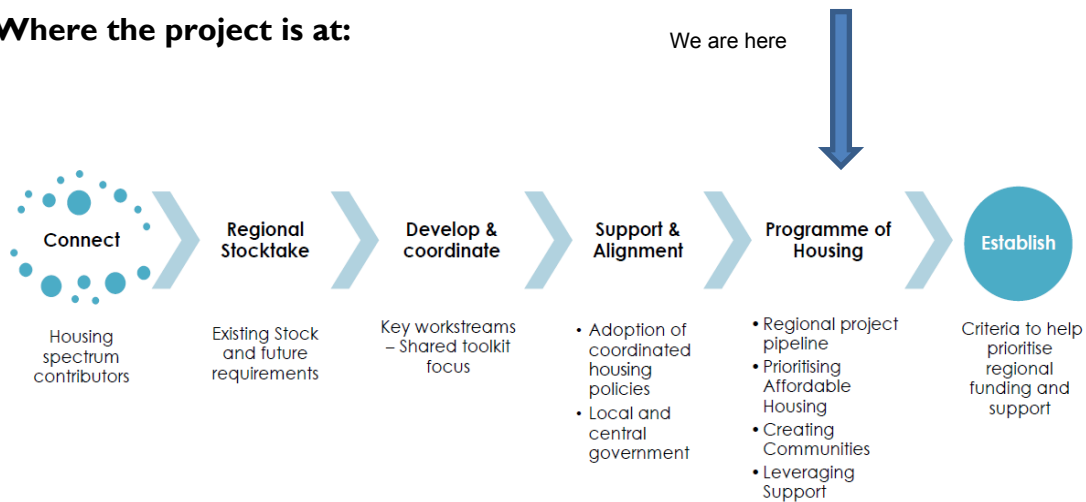 Where the project is at:
We are here
Connect
Housing
spectrum
contributors
Regional
Stocktake
Existing Stock
and future
requirements
Develop &
coordinate
Key workstreams
– Shared toolkit
focus
Support &
Alignment
• Adoption of
coordinated
housing
policies
• Local and
central
government
Programme of
Housing
• Regional project
pipeline
• Prioritising
Affordable
Housing
• Creating
Communities
• Leveraging
Support
Establish
Criteria to help
prioritise
regional
funding and
support